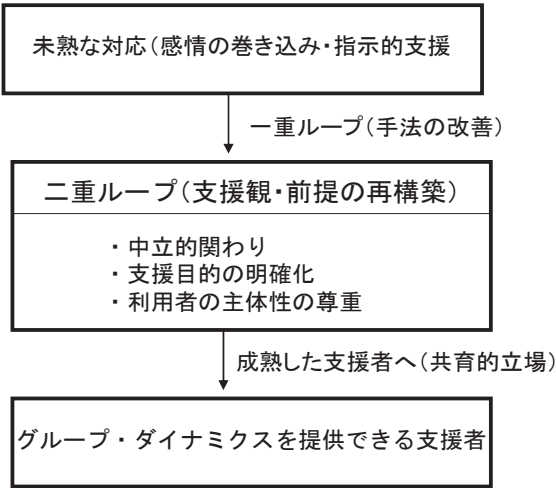 未熟な対応(感情の巻き込み・指示的支援
一重ループ(手法の改善)
二重ループ(支援観・前提の再構築)
・中立的関わり
・支援目的の明確化
・利用者の主体性の尊重
成熟した支援者へ(共育的立場)
グループ・ダイナミクスを提供できる支援者